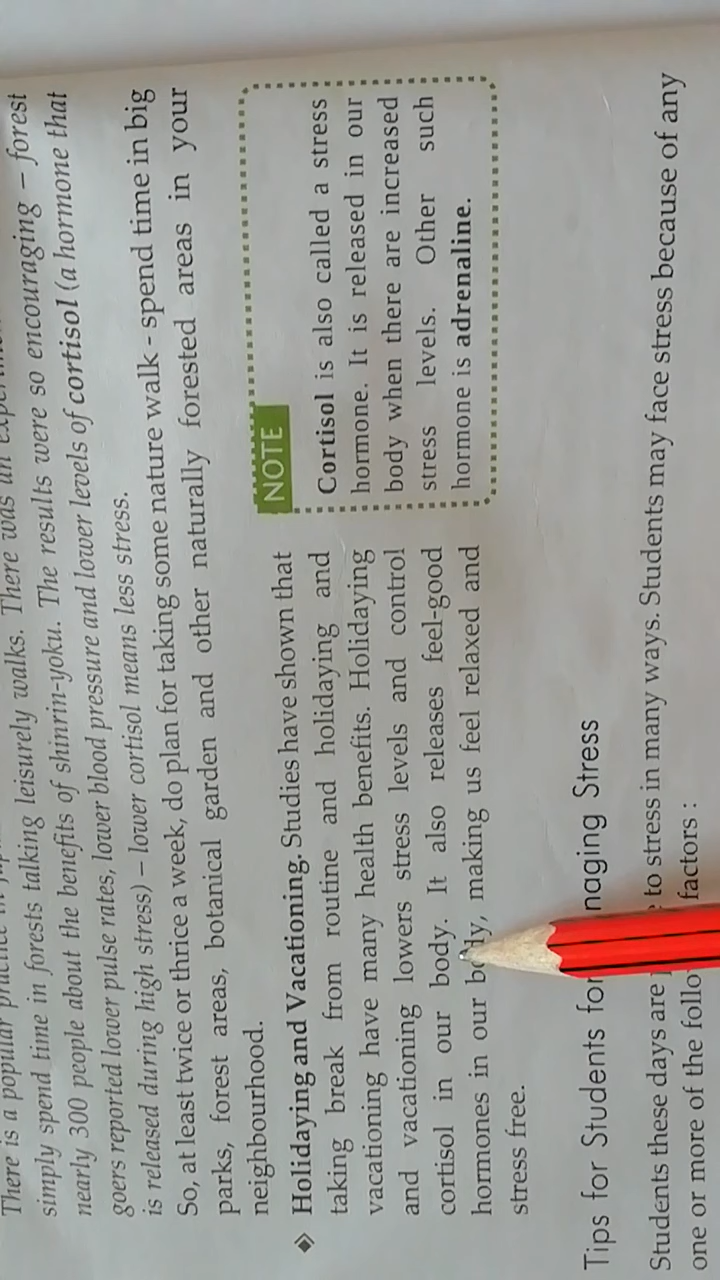 There is a popular
simply spend time in forests talking leisurely walks. There was an
nearly 300 people about the benefits of shinrin-yoku. The results were so encouraging – forest
goers reported lower pulse rates, lower blood pressure and lower levels of cortisol (a hormone that
is released during high stress) – lower cortisol means less stress.
So, at least twice or thrice a week, do plan for taking some nature walk - spend time in big
parks, forest areas, botanical garden and other naturally forested areas in your
neighbourhood.
Holidaying and Vacationing. Studies have shown that
taking break from routine and holidaying and
vacationing have many health benefits. Holidaying
and vacationing lowers stress levels and control
cortisol in our body. It also releases feel-good
hormones in our body, making us feel relaxed and
stress free.
NOTE
Cortisol is also called a stress
hormone. It is released in our
body when there are increased
stress levels. Other such
hormone is adrenaline.
Tips for Students for naging Stress
Students these days are to stress in many ways. Students may face stress because of any
one or more of the follo factors :